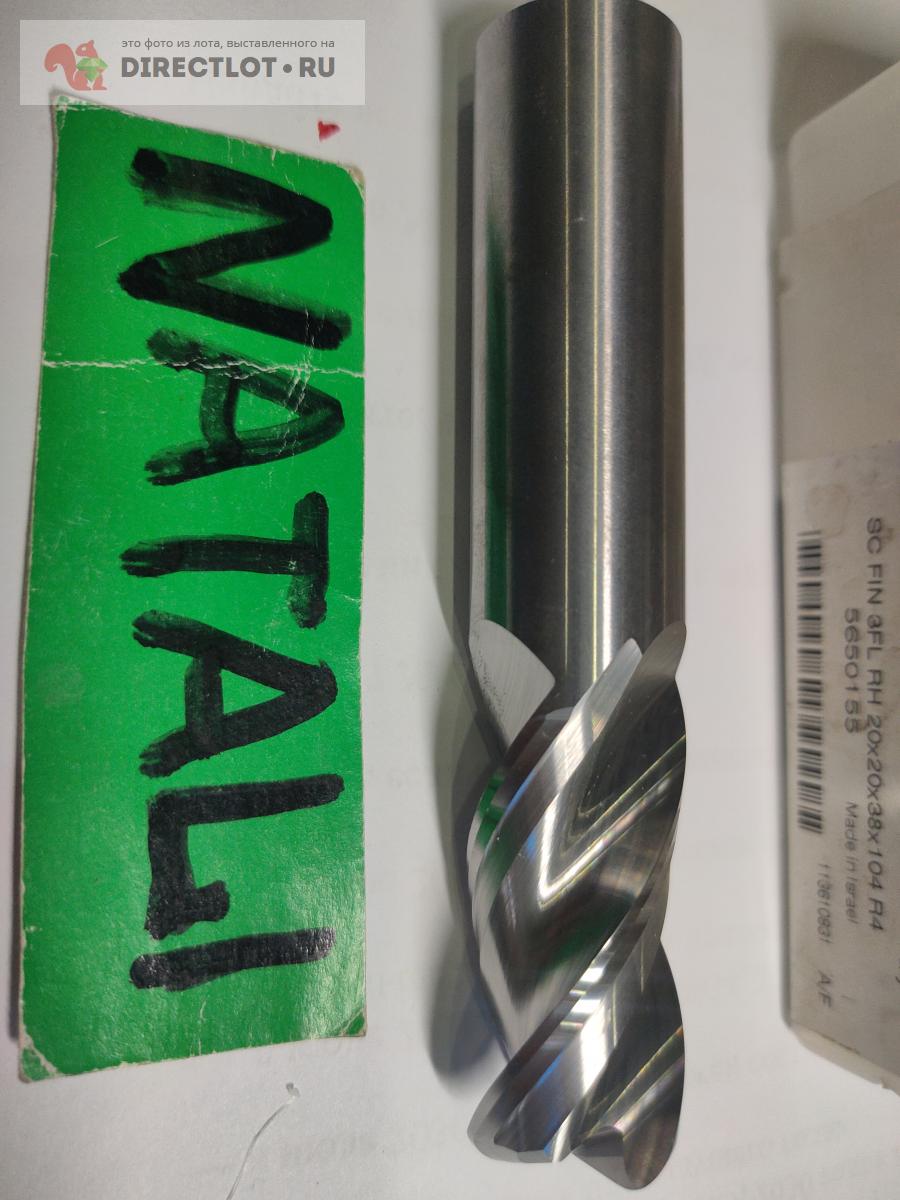 это фото из лота, выставленного на
DIRECTLOT.RU
NATALI
SC FIN 3FL RH 20x20x38x104 R4
5650155
Made in Israel
113610931 A/F